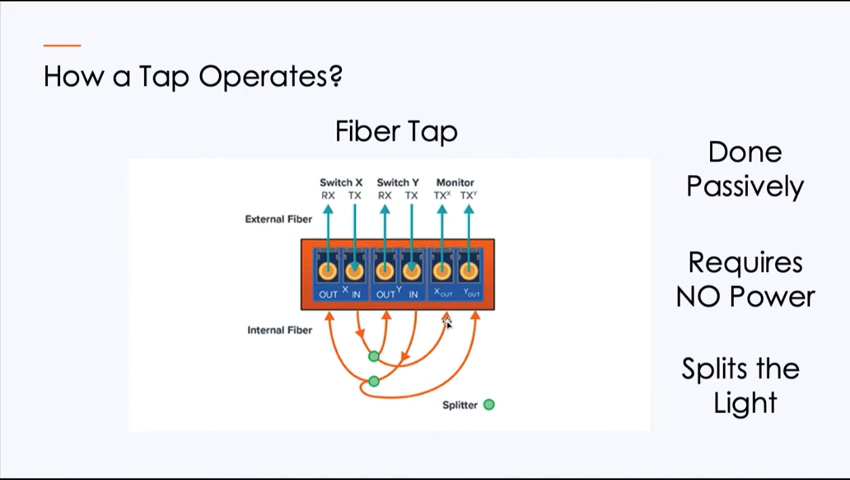 How a Tap Operates?
Fiber Tap
Done
Passively
Requires
NO Power
Splits the
Light
Switch X Switch Y Monitor
RX TX RX TX TXˣ TXʸ
External Fiber
OUT X IN OUT Y IN XOUT YOUT
Internal Fiber
Splitter